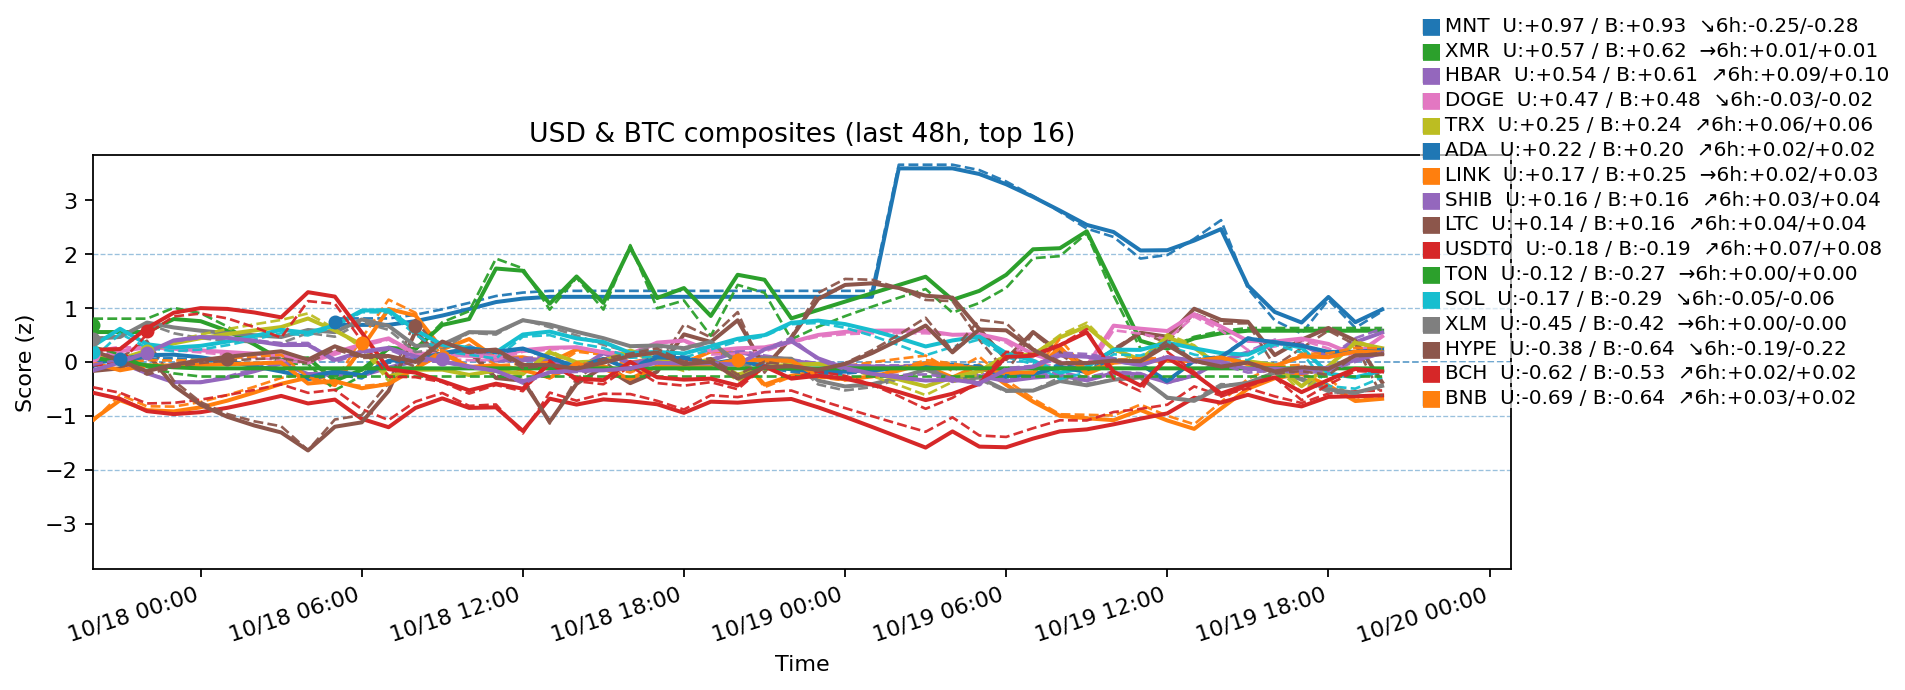 MNT U:+0.97 / B:+0.93 ↘6h:-0.25/-0.28
XMR U:+0.57 / B:+0.62 →6h:+0.01/+0.01
HBAR U:+0.54 / B:+0.61 ↗6h:+0.09/+0.10
DOGE U:+0.47 / B:+0.48 ↘6h:-0.03/-0.02
TRX U:+0.25 / B:+0.24 ↗6h:+0.06/+0.06
ADA U:+0.22 / B:+0.20 ↗6h:+0.02/+0.02
LINK U:+0.17 / B:+0.25 →6h:+0.02/+0.03
SHIB U:+0.16 / B:+0.16 ↗6h:+0.03/+0.04
LTC U:+0.14 / B:+0.16 ↗6h:+0.04/+0.04
USDT0 U:-0.18 / B:-0.19 ↗6h:+0.07/+0.08
TON U:-0.12 / B:-0.27 →6h:+0.00/+0.00
SOL U:-0.17 / B:-0.29 ↘6h:-0.05/-0.06
XLM U:-0.45 / B:-0.42 →6h:+0.00/-0.00
HYPE U:-0.38 / B:-0.64 ↘6h:-0.19/-0.22
BCH U:-0.62 / B:-0.53 ↗6h:+0.02/+0.02
BNB U:-0.69 / B:-0.64 ↗6h:+0.03/+0.02
USD & BTC composites (last 48h, top 16)
Score (z)
3
2
1
0
−1
−2
−3
10/18 00:00
10/18 06:00
10/18 12:00
10/18 18:00
10/19 00:00
10/19 06:00
10/19 12:00
10/19 18:00
10/20 00:00
Time